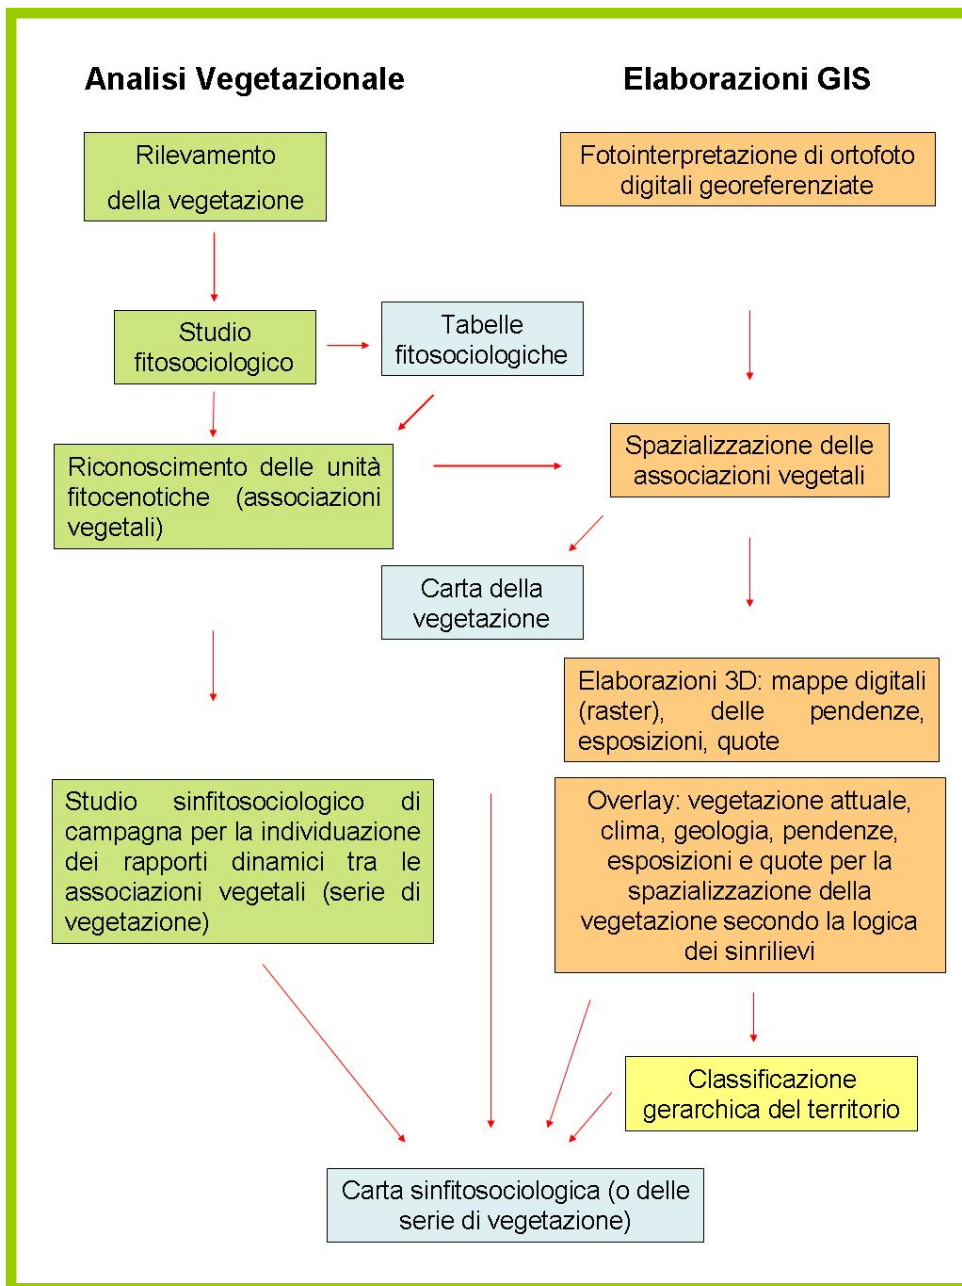 Analisi Vegetazionale
Elaborazioni GIS
Rilevamento
della vegetazione
Fotointerpretazione di ortofoto
digitali georeferenziate
Studio
fitosociologico
Tabelle
fitosociologiche
Riconoscimento delle unità
fitocenotiche (associazioni
vegetali)
Spazializzazione delle
associazioni vegetali
Carta della
vegetazione
Elaborazioni 3D: mappe digitali
(raster), delle pendenze,
esposizioni, quote
Studio sinfitosociologico di
campagna per la individuazione
dei rapporti dinamici tra le
associazioni vegetali (serie di
vegetazione)
Overlay: vegetazione attuale,
clima, geologia, pendenze,
esposizioni e quote per la
spazializzazione della
vegetazione secondo la logica
dei sinrilievi
Classificazione
gerarchica del territorio
Carta sinfitosociologica (o delle
serie di vegetazione)